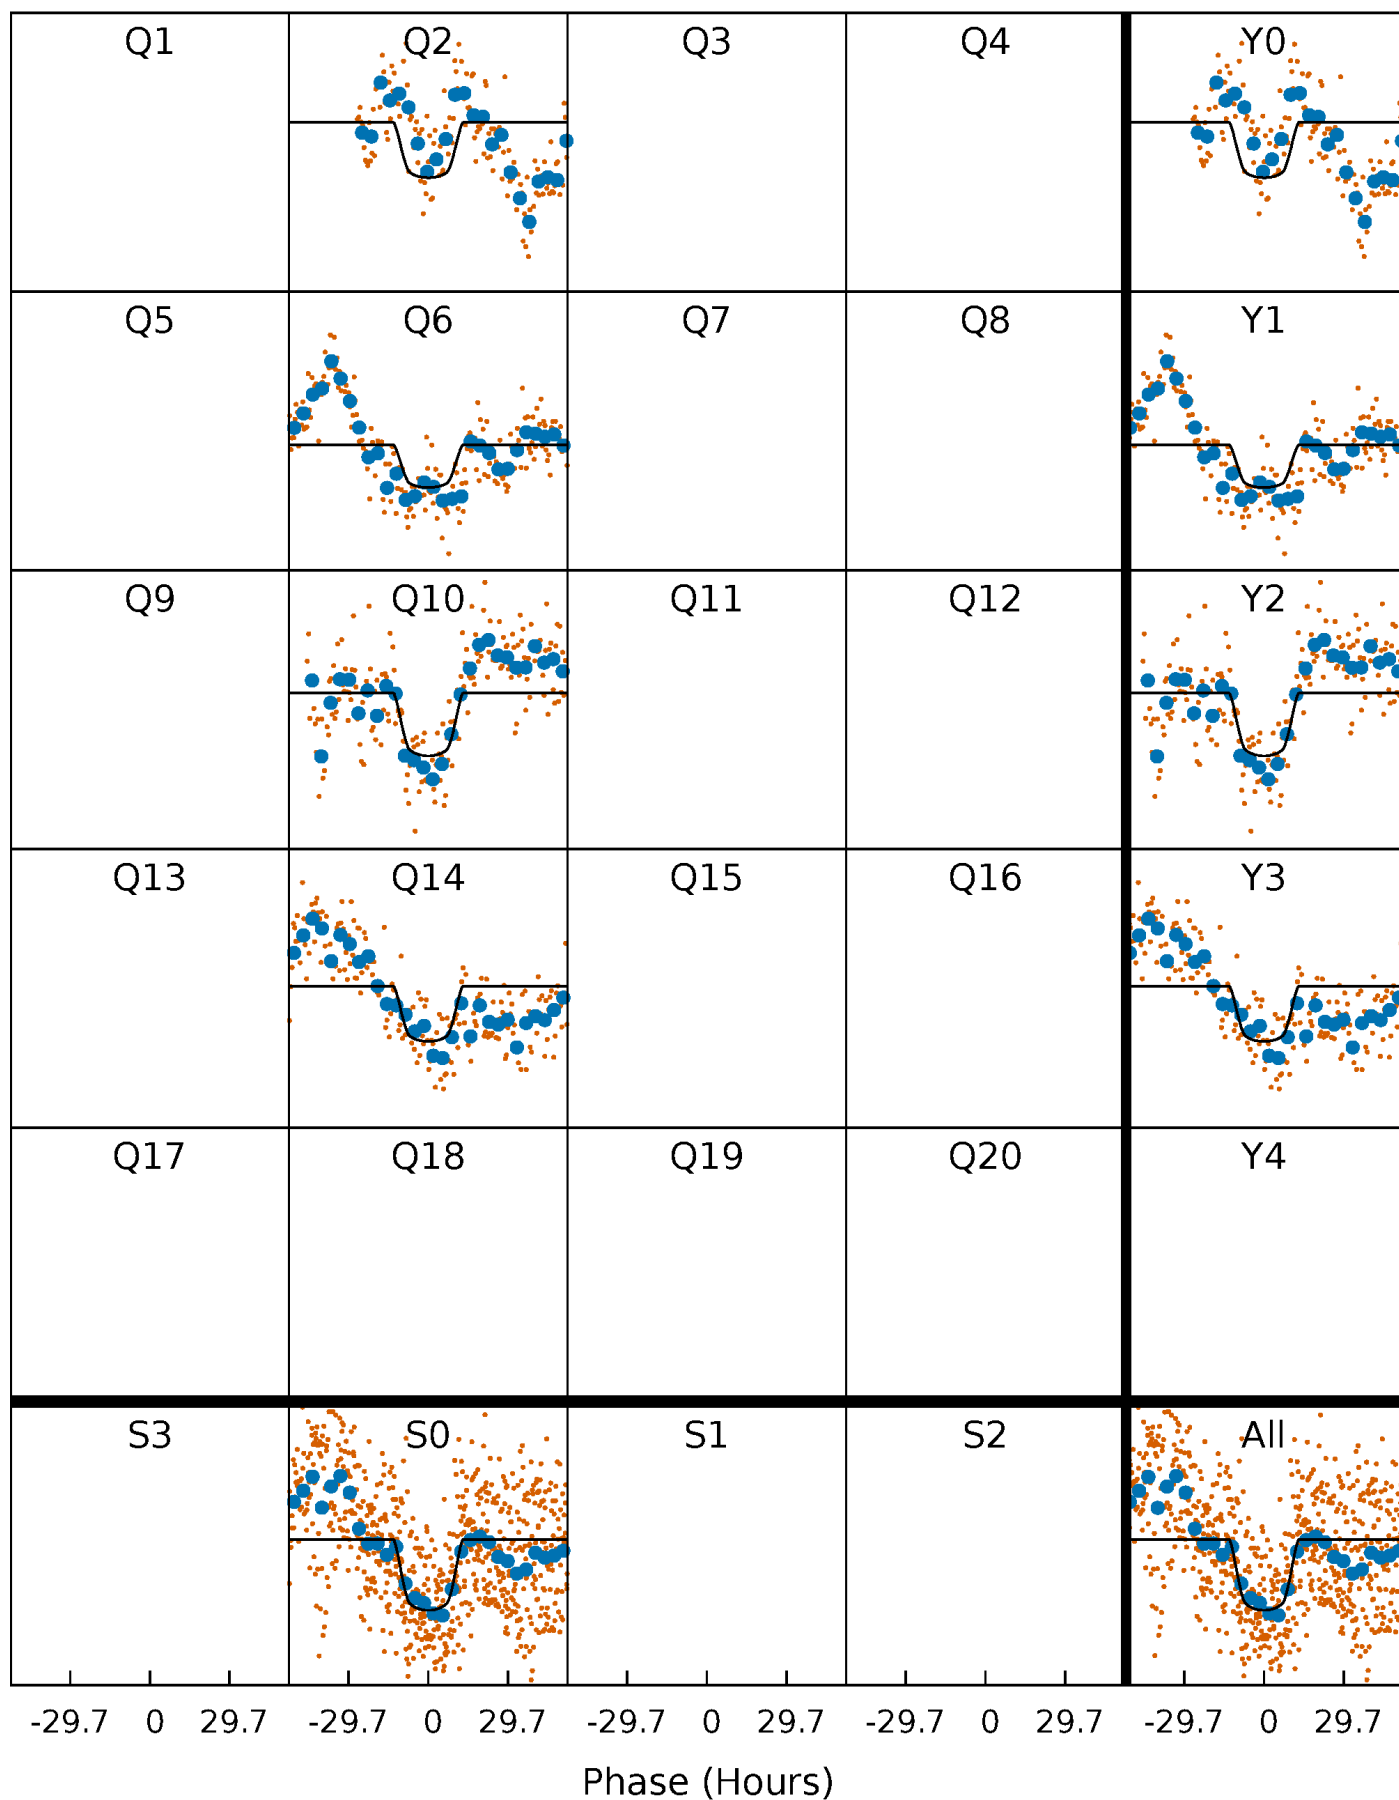 Q1 Q2 Q3 Q4 Y0
Q5 Q6 Q7 Q8 Y1
Q9 Q10 Q11 Q12 Y2
Q13 Q14 Q15 Q16 Y3
Q17 Q18 Q19 Q20 Y4
S3 S0 S1 S2 All
-29.7 0 29.7 -29.7 0 29.7 -29.7 0 29.7 -29.7 0 29.7 -29.7 0 29.7
Phase (Hours)